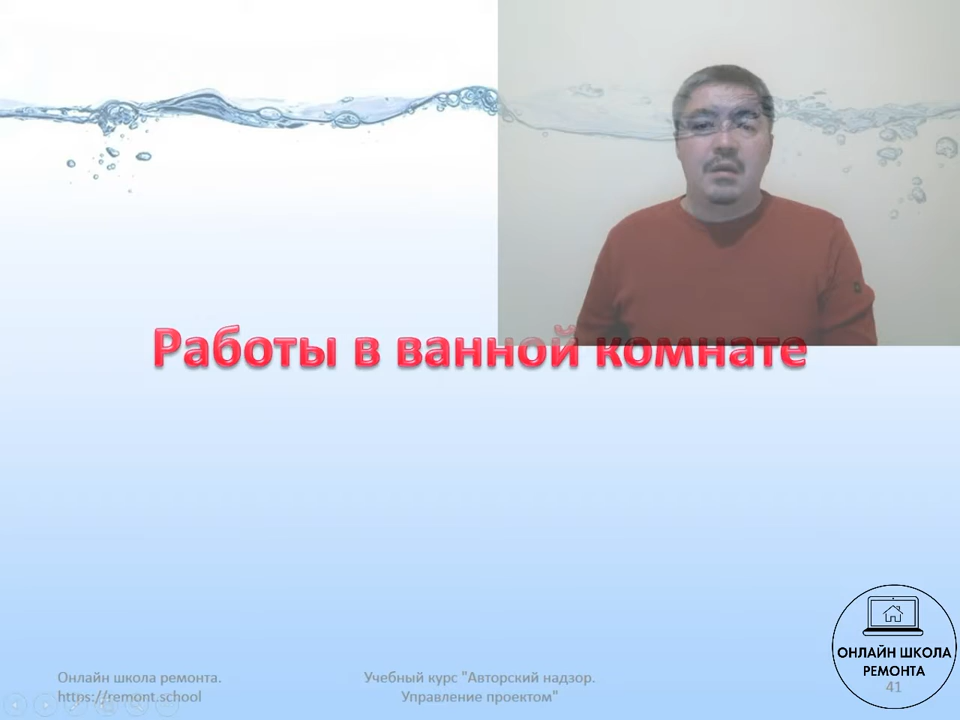 Работы в ванной комнате
Онлайн школа ремонта.
https://remont.school
Учебный курс "Авторский надзор.
Управление проектом"
ОНЛАЙН ШКОЛА
РЕМОНТА
41